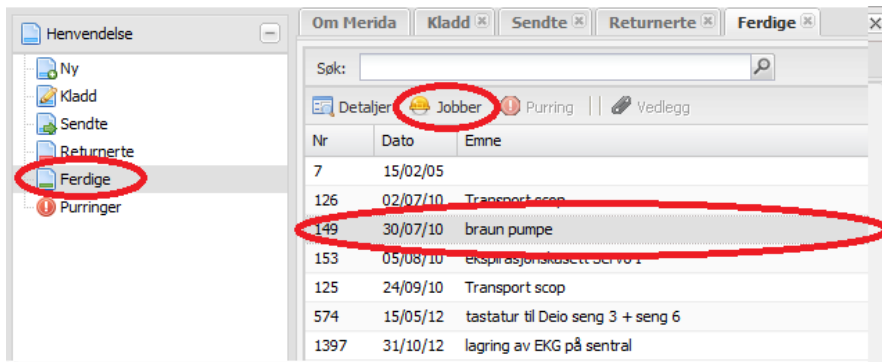 Henvendelse
Ny
Kladd
Sendte
Returnerte
Ferdige
Purringer
Om Merida Kladd Sendte Returnerte Ferdige
Søk:
Detaljer Jobber Purring Vedlegg
Nr Dato Emne
7 15/02/05
126 02/07/10 Transport scop
149 30/07/10 braun pumpe
153 05/08/10 ekspirasjonskasett Servo I
125 24/09/10 Transport scop
574 15/05/12 tastatur til Deio seng 3 + seng 6
1397 31/10/12 lagring av EKG på sentral